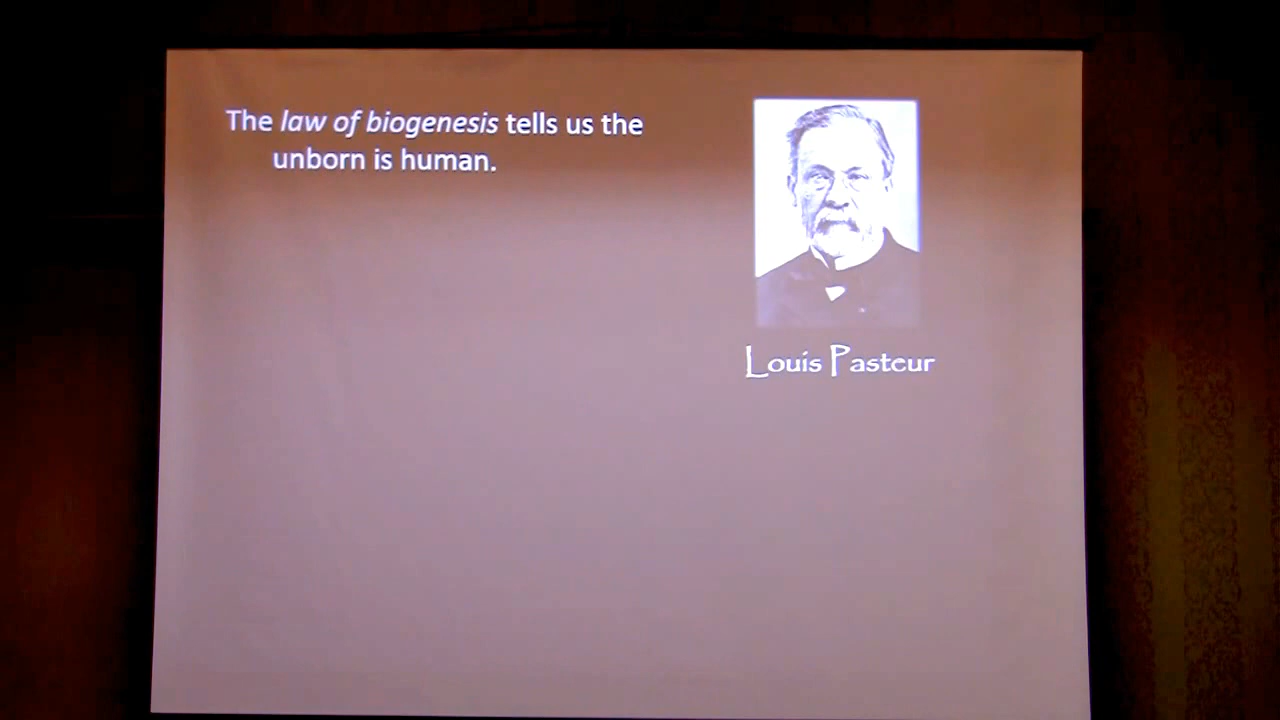 The law of biogenesis tells us the
unborn is human.
Louis Pasteur